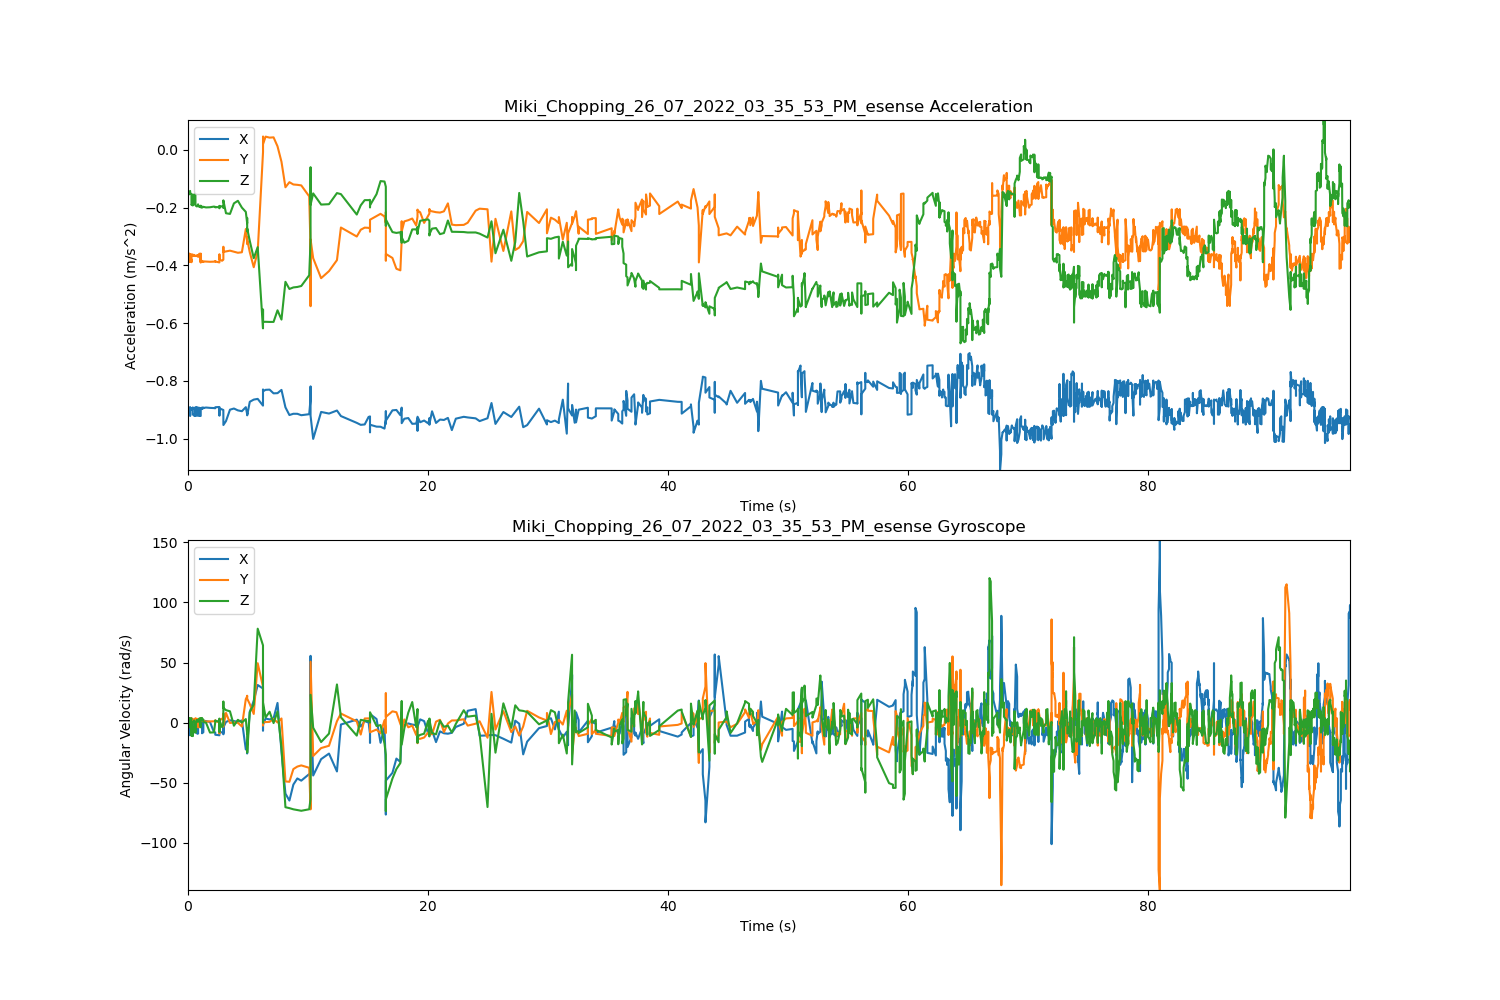 Miki_Chopping_26_07_2022_03_35_53_PM_esense Acceleration
Acceleration (m/s^2)
X
Y
Z
0.0
−0.2
−0.4
−0.6
−0.8
−1.0
0 20 40 60 80
Time (s)
Miki_Chopping_26_07_2022_03_35_53_PM_esense Gyroscope
Angular Velocity (rad/s)
X
Y
Z
150
100
50
0
−50
−100
0 20 40 60 80
Time (s)